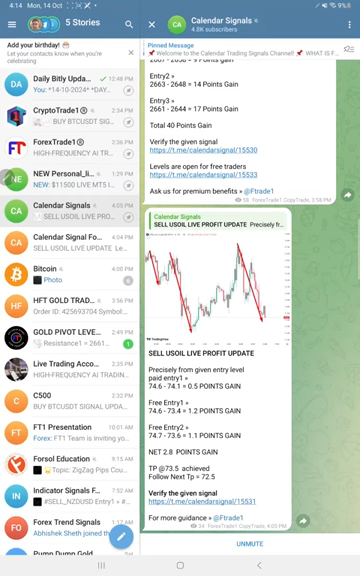 4:14 Mon, 14 Oct
5 Stories
Add your birthday!
Let your contacts know when you're celebrating
Daily Bitly Upda... 12:48 PM
You: *14-10-2024* *DAY...
CryptoTrade1 2:34 PM
BUY BTCUSDT SIG...
ForexTrade1 2:36 PM
HIGH-FREQUENCY AI TR...
NEW Personal_li... 1:29 PM
NEW: $11500 LIVE MT5 I...
Calendar Signals 4:05 PM
SELL USOIL LIVE PRO...
Calendar Signal Fo... 4:04 PM
SELL USOIL LIVE UPDATE Le...
Bitcoin 4:00 PM
Photo 6
HFT GOLD TRAD... 3:56 PM
Order ID: 425693704 Symbol:...
GOLD PIVOT LEVE... 2:49 PM
Resistance1 = 2661... 1
Live Trading Acco... 2:39 PM
HIGH-FREQUENCY AI TRADIN...
C500 2:32 PM
BUY BTCUSDT SIGNAL UPDAT...
FT1 Presentation 10:01 AM
Forex: FT1 Team is inviting yo...
Forsol Education 9:15 AM
Topic: ZigZag Pips Cou...
Indicator Signals F... 7:52 AM
#SELL_NZDUSD Entry1 » #...
Forex Trend Signals 1:12 AM
Abhishek Sheth joined th...
Pump Dump Gold
Calendar Signals
4.8K subscribers
Pinned Message
Welcome to the Calendar Trading Signals Channel! WHAT IS F...
Entry2 »
2663 - 2648 = 14 Points Gain
Entry3 »
2661 - 2644 = 17 Points Gain
Total 40 Points Gain
Verify the given signal
https://t.me/calendarsignal/15530
Levels are open for free traders
https://t.me/calendarsignal/15533
Ask us for premium benefits » @Ftrade1
58 ForexTrade1 CopyTrade, 3:58 PM
Calendar Signals
SELL USOIL LIVE PROFIT UPDATE Precisely fr...
SELL USOIL LIVE PROFIT UPDATE
Precisely from given entry level
paid entry1 »
74.6 - 74.1 = 0.5 POINTS GAIN
Free Entry1 »
74.6 - 73.4 = 1.2 POINTS GAIN
Free Entry2 »
74.7 - 73.6 = 1.1 POINTS GAIN
NET 2.8 POINTS GAIN
TP @73.5 achieved
Follow Next Tp = 72.5
Verify the given signal
https://t.me/calendarsignal/15531
For more guidance » @Ftrade1
34 ForexTrade1 CopyTrade, 4:05 PM
UNMUTE